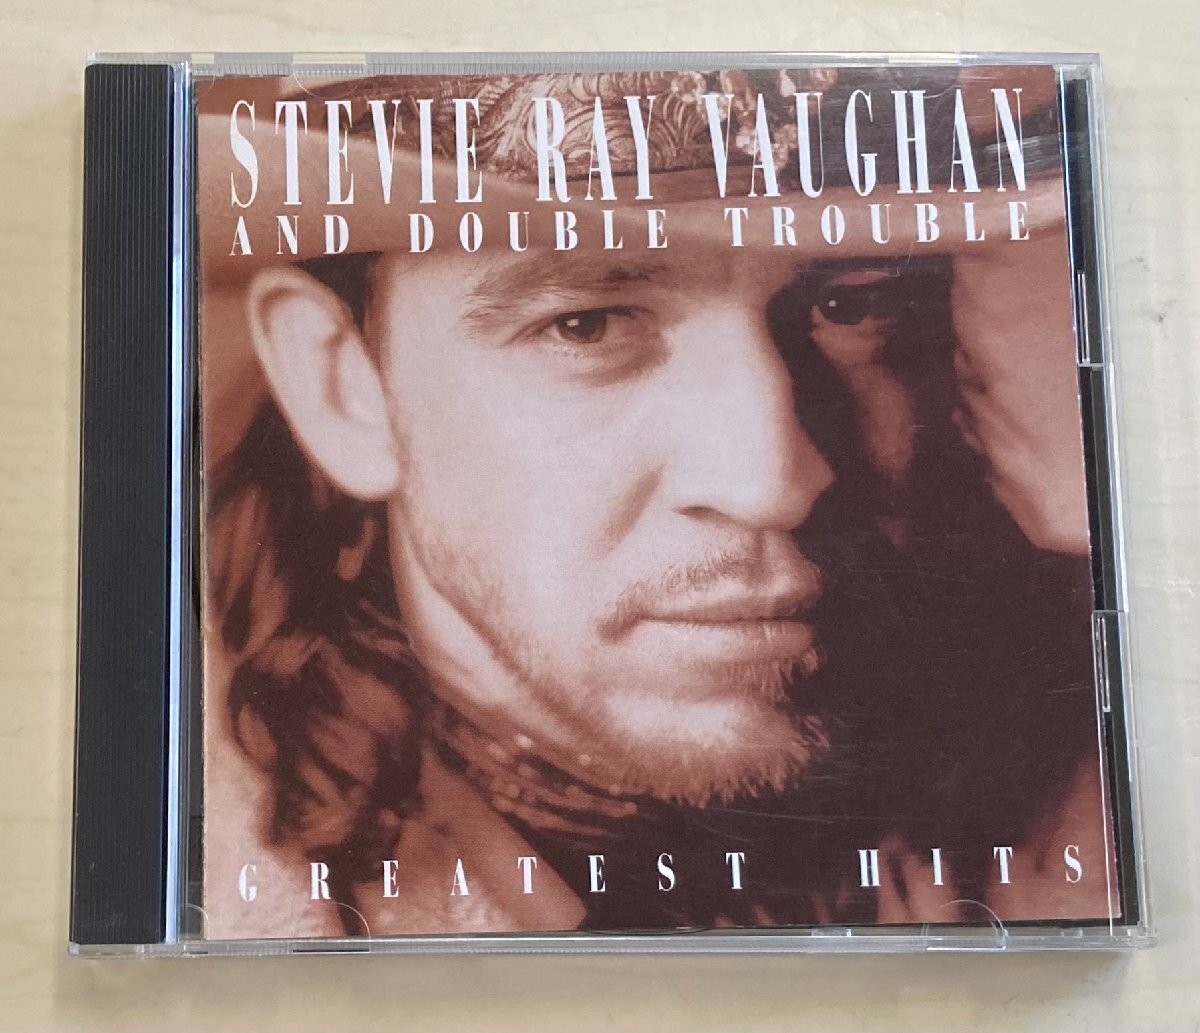 STEVIE RAY VAUGHAN
AND DOUBLE TROUBLE
GREATEST HITS